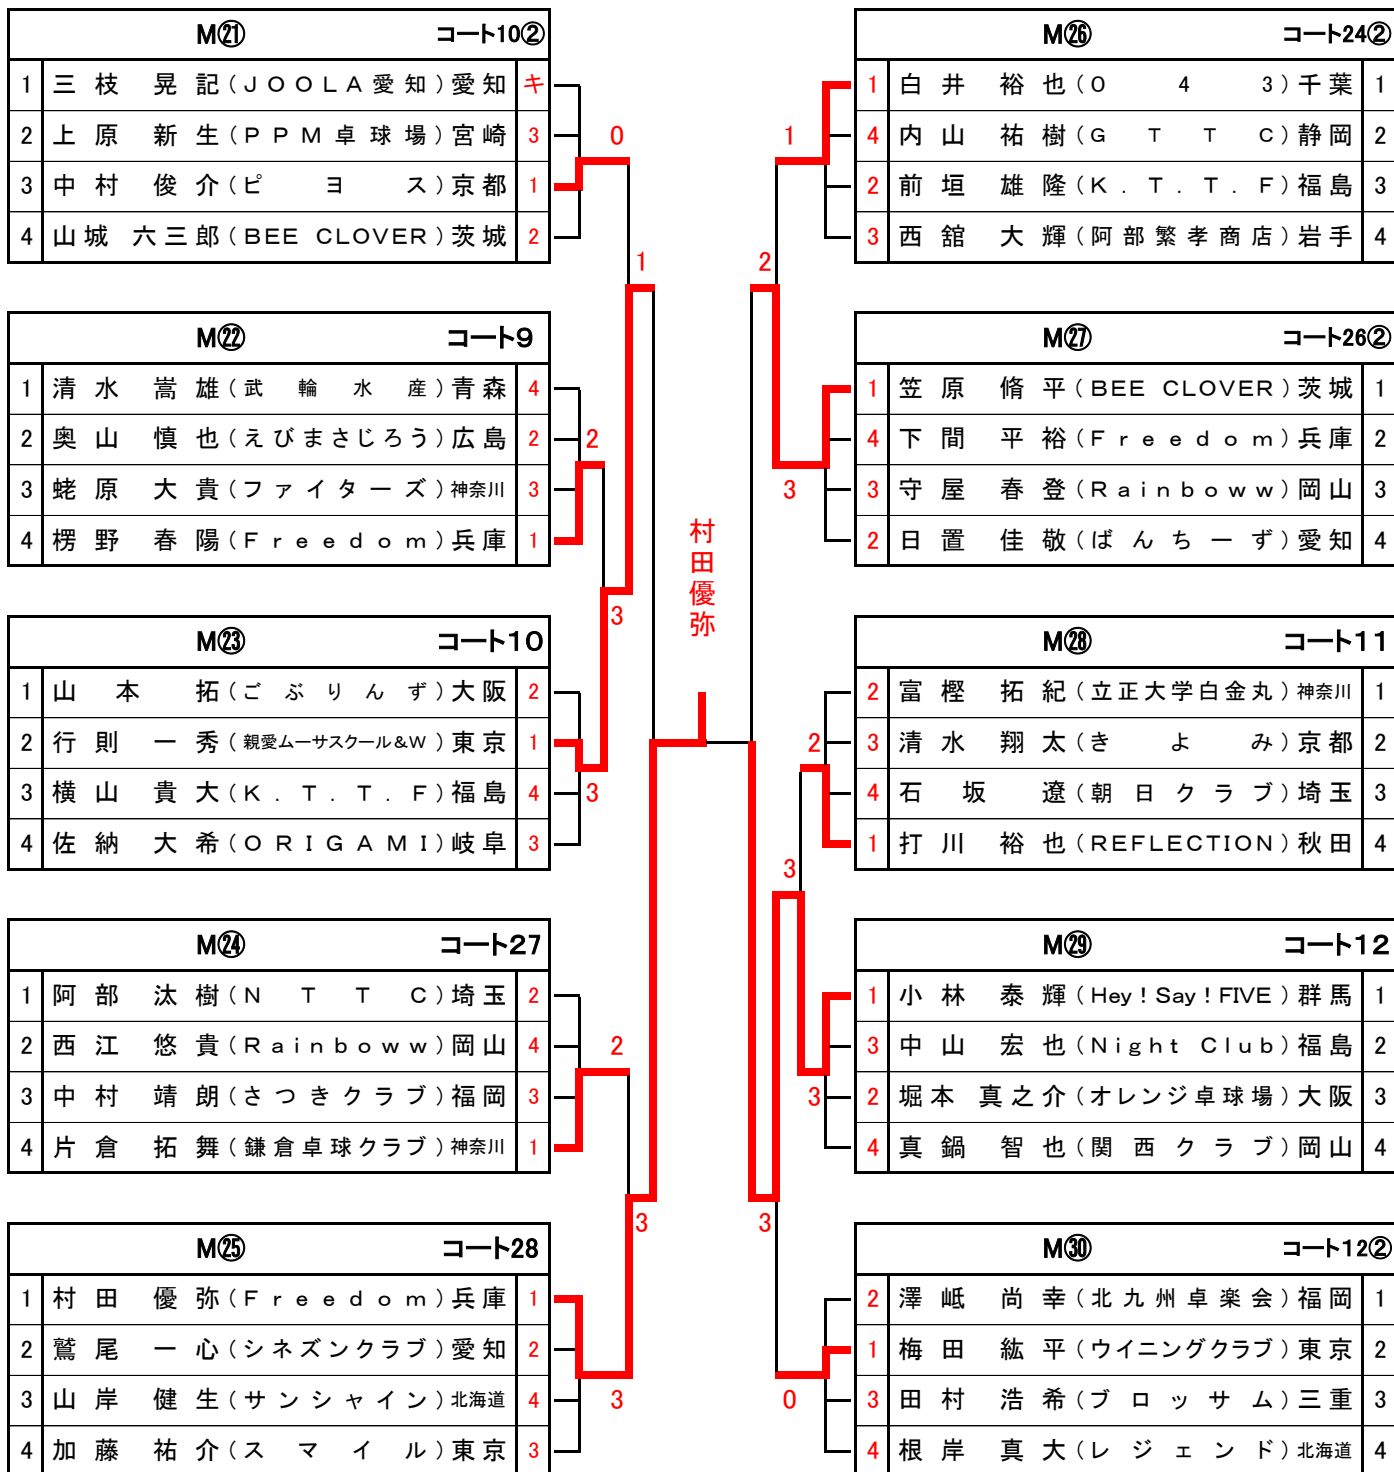 M㉑ コート10②
1 三枝 晃記(JOOLA愛知)愛知 キ
2 上原 新生(PPM卓球場)宮崎 3
3 中村 俊介(ピヨス)京都 1
4 山城 六三郎(BEE CLOVER)茨城 2
M㉒ コート9
1 清水 嵩雄(武輪水産)青森 4
2 奥山 慎也(えびまさじろう)広島 2
3 蛯原 大貴(ファイターズ)神奈川 3
4 楞野 春陽(Freedom)兵庫 1
M㉓ コート10
1 山本 拓(ごぶりんず)大阪 2
2 行則 一秀(親愛ムーサスクール&W)東京 1
3 横山 貴大(K.T.T.F)福島 4
4 佐納 大希(ORIGAMI)岐阜 3
M㉔ コート27
1 阿部 汰樹(NTTC)埼玉 2
2 西江 悠貴(Rainboww)岡山 4
3 中村 靖朗(さつきクラブ)福岡 3
4 片倉 拓舞(鎌倉卓球クラブ)神奈川 1
M㉕ コート28
1 村田 優弥(Freedom)兵庫 1
2 鷲尾 一心(シネズンクラブ)愛知 2
3 山岸 健生(サンシャイン)北海道 4
4 加藤 祐介(スマイル)東京 3
0
1
2
3
3
2
3
3
村田優弥
1
2
3
2
3
3
3
0
M㉖ コート24②
1 白井 裕也(043)千葉 1
4 内山 祐樹(GTTC)静岡 2
2 前垣 雄隆(K.T.T.F)福島 3
3 西舘 大輝(阿部繁孝商店)岩手 4
M㉗ コート26②
1 笠原 脩平(BEE CLOVER)茨城 1
4 下間 平裕(Freedom)兵庫 2
3 守屋 春登(Rainboww)岡山 3
2 日置 佳敬(ばんちーず)愛知 4
M㉘ コート11
2 富樫 拓紀(立正大学白金丸)神奈川 1
3 清水 翔太(きよみ)京都 2
4 石坂 遼(朝日クラブ)埼玉 3
1 打川 裕也(REFLECTION)秋田 4
M㉙ コート12
1 小林 泰輝(Hey!Say!FIVE)群馬 1
3 中山 宏也(Night Club)福島 2
2 堀本 真之介(オレンジ卓球場)大阪 3
4 真鍋 智也(関西クラブ)岡山 4
M㉚ コート12②
2 澤岻 尚幸(北九州卓楽会)福岡 1
1 梅田 紘平(ウイニングクラブ)東京 2
3 田村 浩希(ブロッサム)三重 3
4 根岸 真大(レジェンド)北海道 4